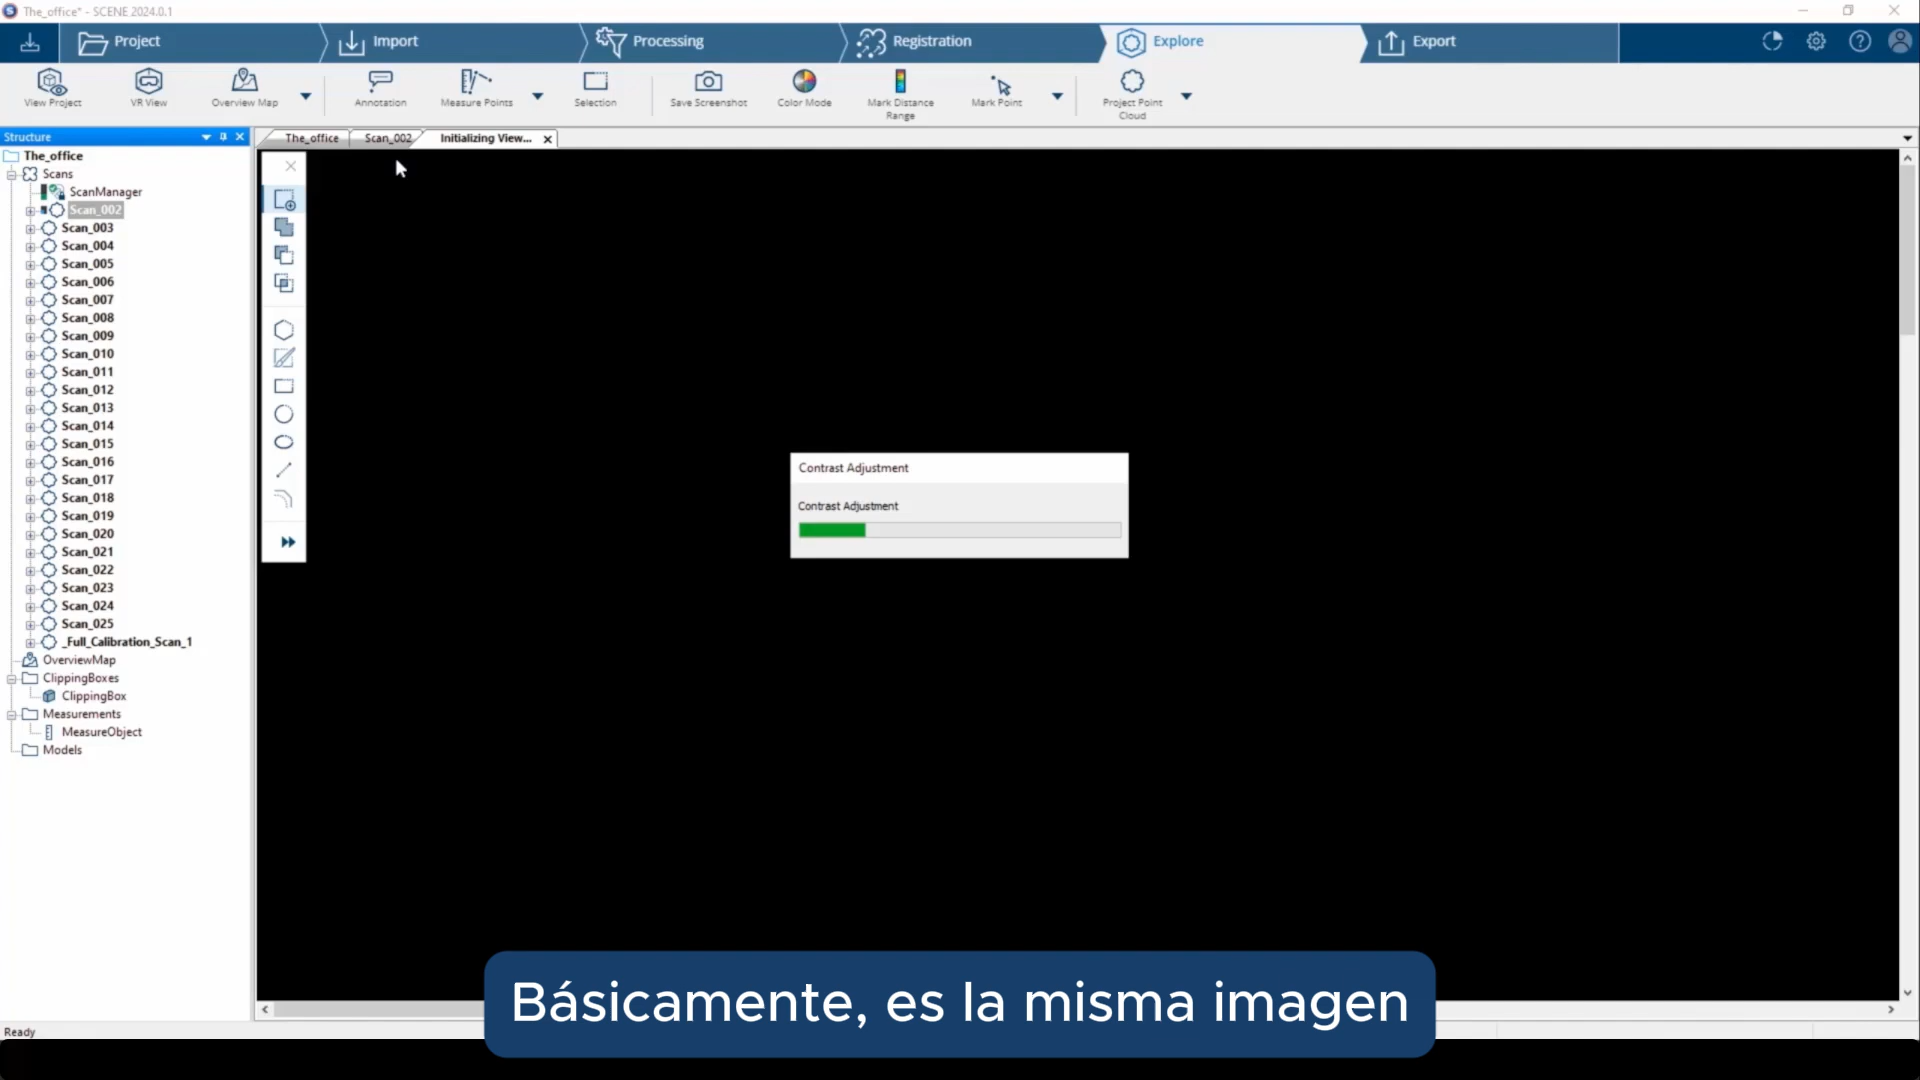 The_office* - SCENE 2024.0.1
Project
Import
Processing
Registration
Explore
Export
View Project
VR View
Overview Map
Annotation
Measure Points
Selection
Save Screenshot
Color Mode
Mark Distance
Range
Mark Point
Project Point
Cloud
Structure
The_office
Scan_002
Initializing View...
The_office
Scans
ScanManager
Scan_002
Scan_003
Scan_004
Scan_005
Scan_006
Scan_007
Scan_008
Scan_009
Scan_010
Scan_011
Scan_012
Scan_013
Scan_014
Scan_015
Scan_016
Scan_017
Scan_018
Scan_019
Scan_020
Scan_021
Scan_022
Scan_023
Scan_024
Scan_025
_Full_Calibration_Scan_1
OverviewMap
ClippingBoxes
ClippingBox
Measurements
MeasureObject
Models
Contrast Adjustment
Contrast Adjustment
Básicamente, es la misma imagen
Ready